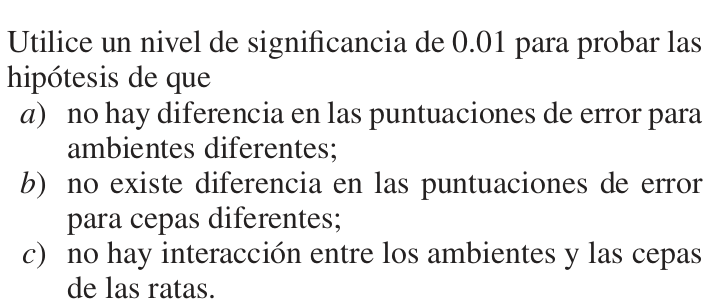 Utilice un nivel de significancia de 0.01 para probar las
hipótesis de que
a) no hay diferencia en las puntuaciones de error para
ambientes diferentes;
b) no existe diferencia en las puntuaciones de error
para cepas diferentes;
c) no hay interacción entre los ambientes y las cepas
de las ratas.